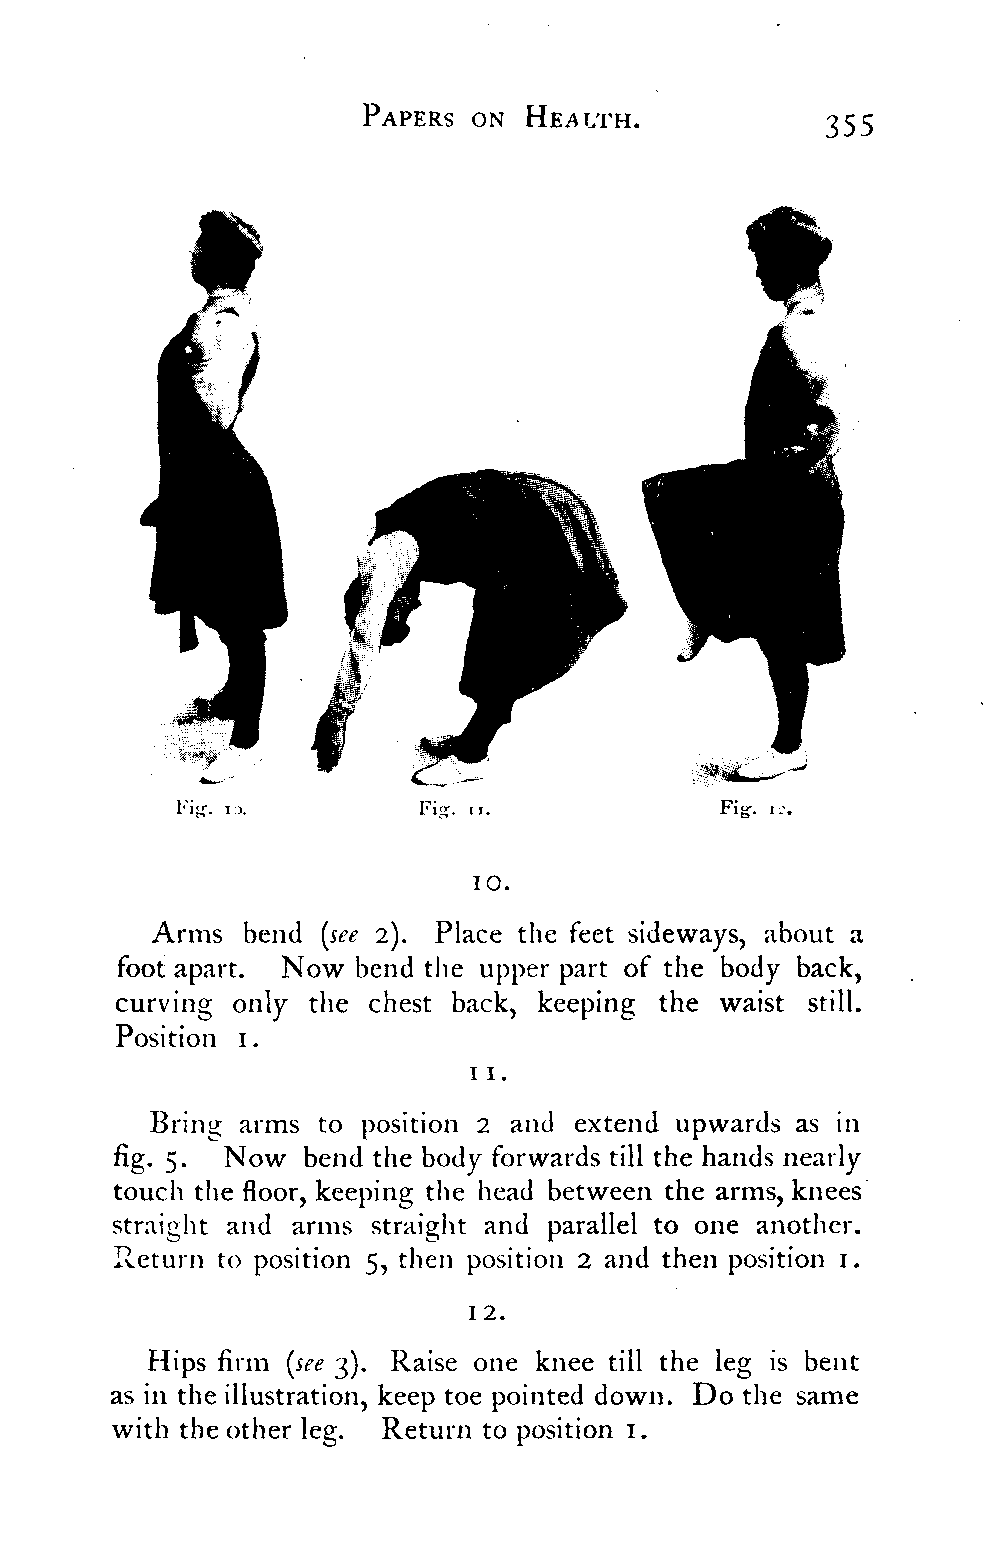 PAPERS ON HEALTH. 355
Fig. 10. Fig. 11. Fig. 12.
10.
Arms bend (see 2). Place the feet sideways, about a
foot apart. Now bend the upper part of the body back,
curving only the chest back, keeping the waist still.
Position 1.
11.
Bring arms to position 2 and extend upwards as in
fig. 5. Now bend the body forwards till the hands nearly
touch the floor, keeping the head between the arms, knees
straight and arms straight and parallel to one another.
Return to position 5, then position 2 and then position 1.
12.
Hips firm (see 3). Raise one knee till the leg is bent
as in the illustration, keep toe pointed down. Do the same
with the other leg. Return to position 1.